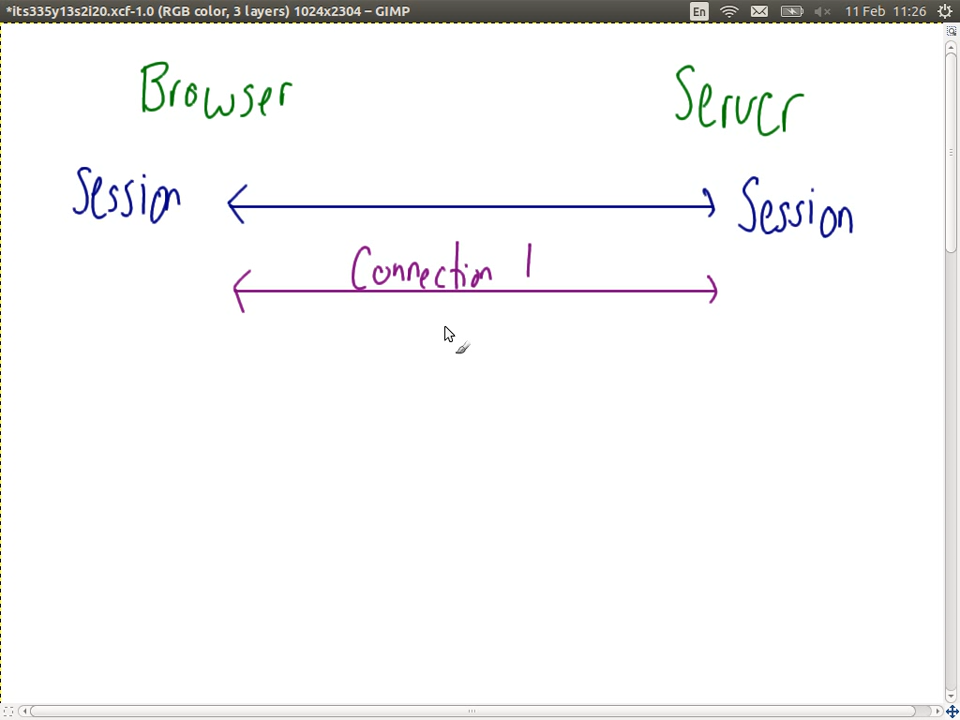 *its335y13s2i20.xcf-1.0 (RGB color, 3 layers) 1024x2304 – GIMP En 11 Feb 11:26
Browser Server
Session Session
Connection 1